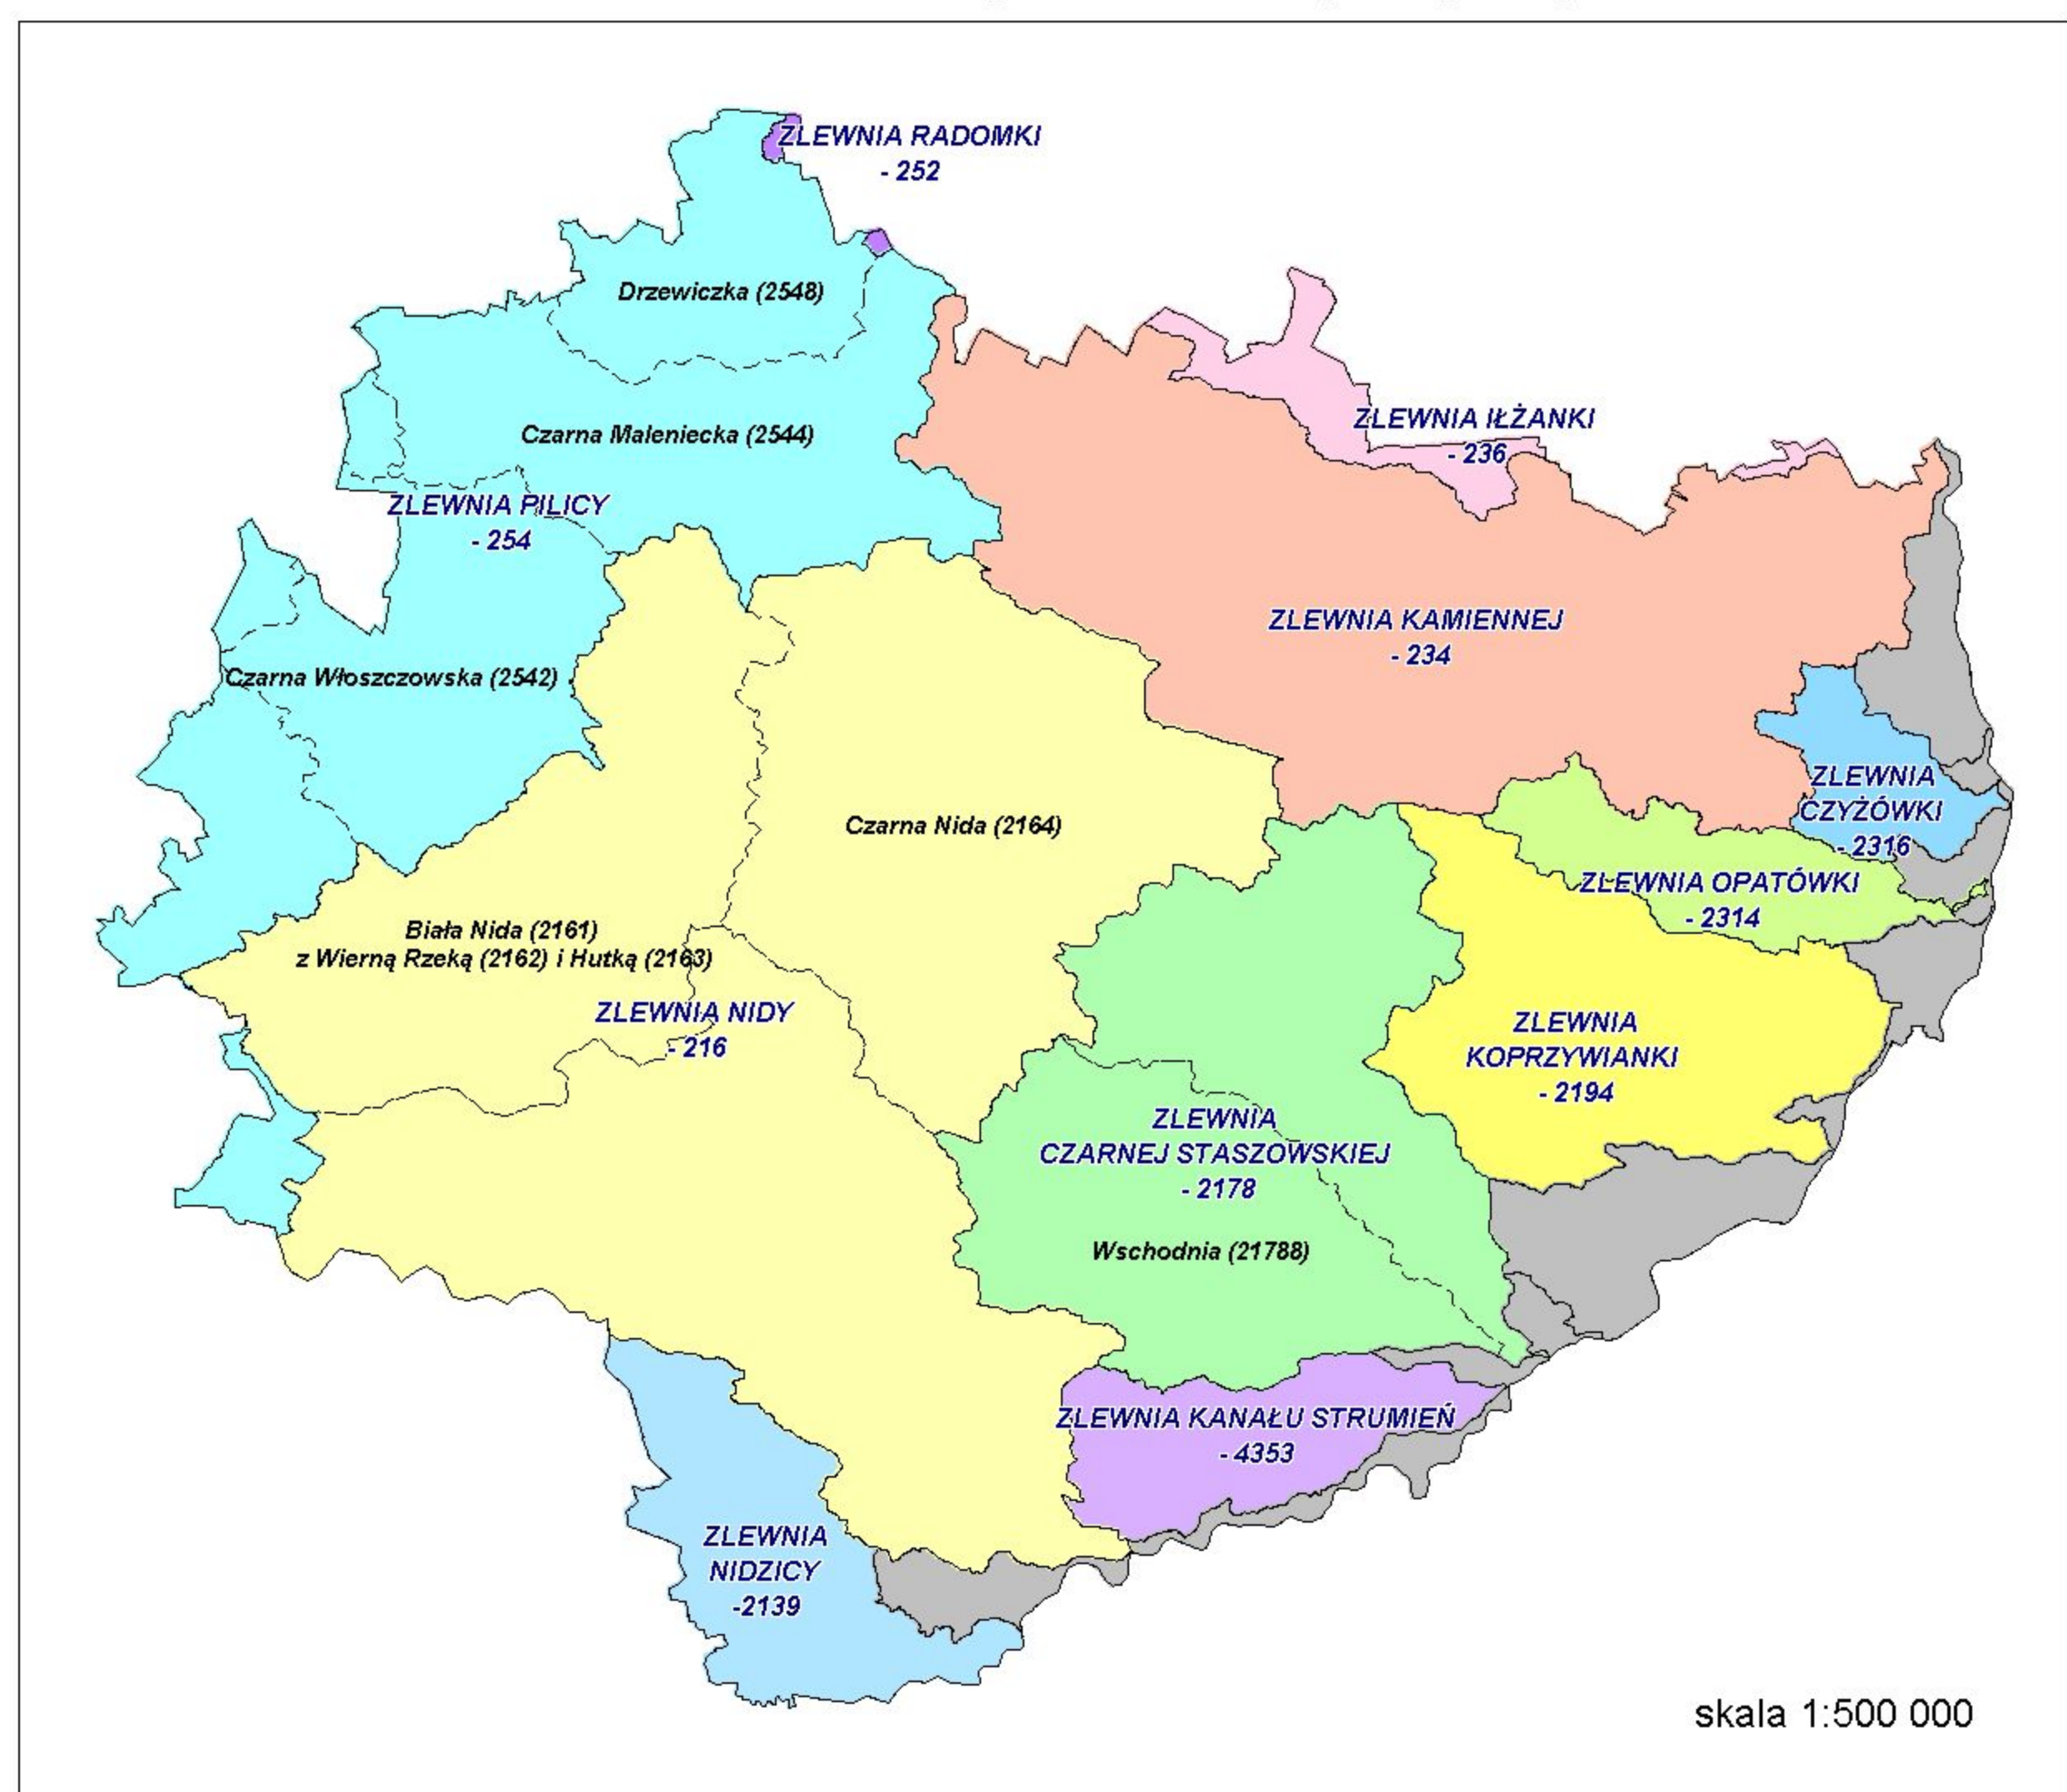 ZLEWNIA RADOMKI
- 252
Drzewiczka (2548)
ZLEWNIA IŁŻANKI
- 236
Czarna Maleniecka (2544)
ZLEWNIA PILICY
- 254
ZLEWNIA KAMIENNEJ
- 234
Czarna Włoszczowska (2542)
ZLEWNIA
CZYŻÓWKI
- 2316
Czarna Nida (2164)
ZLEWNIA OPATÓWKI
- 2314
Biała Nida (2161)
z Wierną Rzeką (2162) i Hutką (2163)
ZLEWNIA NIDY
- 216
ZLEWNIA
KOPRZYWIANKI
- 2194
ZLEWNIA
CZARNEJ STASZOWSKIEJ
- 2178
Wschodnia (21788)
ZLEWNIA KANAŁU STRUMIEŃ
- 4353
ZLEWNIA
NIDZICY
-2139
skala 1:500 000